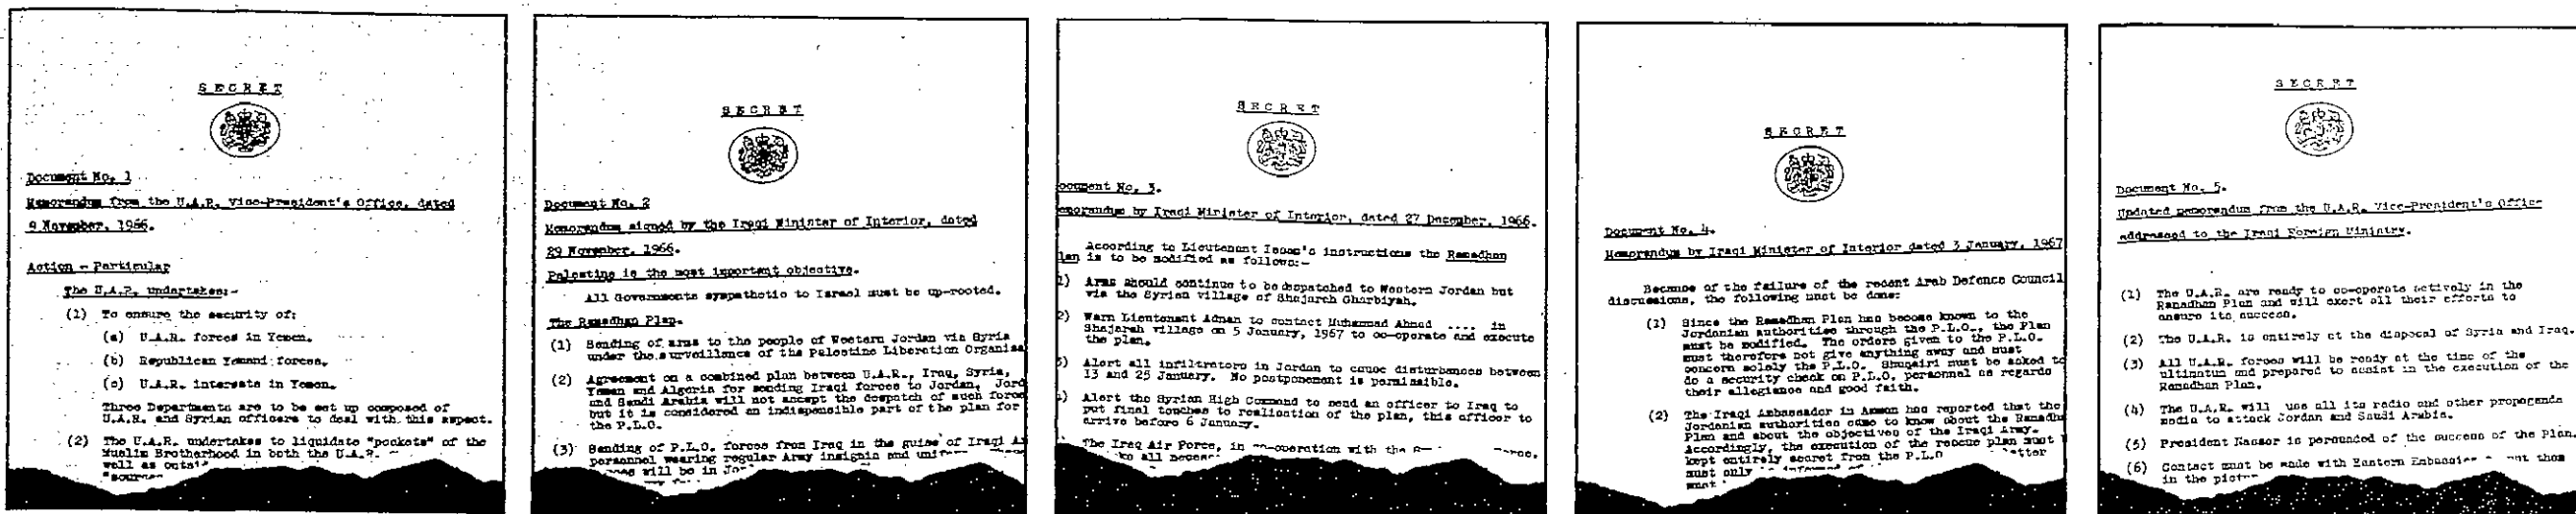 SECRET
Document No. 1
Memorandum from the U.A.R. Vice-President's Office, dated
9 November, 1966.
Action - Particular
The U.A.R. undertakes:-
(1) To ensure the security of:
(a) U.A.R. forces in Yemen.
(b) Republican Yemeni forces.
(c) U.A.R. interests in Yemen.
Three Departments are to be set up composed of
U.A.R. and Syrian officers to deal with this aspect.
(2) The U.A.R. undertakes to liquidate "pockets" of the
Muslim Brotherhood in both the U.A.R.
well as
SECRET
Document No. 2
Memorandum signed by the Iraqi Minister of Interior, dated
29 November, 1966.
Palestine is the most important objective.
All Governments sympathetic to Israel must be up-rooted.
The Ramadhan Plan.
(1) Sending of arms to the people of Western Jordan via Syria
under the surveillance of the Palestine Liberation Organisa
(2) Agreement on a combined plan between U.A.R., Iraq, Syria,
Yemen and Algeria for sending Iraqi forces to Jordan. Jord
and Saudi Arabia will not accept the despatch of such force
but it is considered an indispensible part of the plan for
the P.L.O.
(3) Sending of P.L.O. forces from Iraq in the guise of Iraqi A
personnel wearing regular Army insignia and
will be in
SECRET
ocument No. 3.
emorandum by Iraqi Minister of Interior, dated 27 December, 1966.
According to Lieutenant Isaac's instructions the Ramadhan
lan is to be modified as follows:-
) Arms should continue to be despatched to Western Jordan but
via the Syrian village of Shajarah Gharbiyah.
2) Warn Lieutenant Adnan to contact Muhammad Ahmad .... in
Shajarah village on 5 January, 1967 to co-operate and execute
the plan.
) Alert all infiltrators in Jordan to cause disturbances between
13 and 25 January. No postponement is permissible.
) Alert the Syrian High Command to send an officer to Iraq to
put final touches to realisation of the plan, this officer to
arrive before 6 January.
The Iraq Air Force, in co-operation with the
all
SECRET
Document No. 4.
Memorandum by Iraqi Minister of Interior dated 3 January, 1967
Because of the failure of the recent Arab Defence Council
discussions, the following must be done:
(1) Since the Ramadhan Plan has become known to the
Jordanian authorities through the P.L.O., the Plan
must be modified. The orders given to the P.L.O.
must therefore not give anything away and must
concern solely the P.L.O. Shuqairi must be asked to
do a security check on P.L.O. personnel as regards
their allegiance and good faith.
(2) The Iraqi Ambassador in Amman has reported that the
Jordanian authorities came to know about the Ramadh
Plan and about the objectives of the Iraqi Army.
Accordingly, the execution of the rescue plan must
kept entirely secret from the P.L.O
must only
must
SECRET
Document No. 5.
Updated memorandum from the U.A.R. Vice-President's Office
addressed to the Iraqi Foreign Ministry.
(1) The U.A.R. are ready to co-operate actively in the
Ramadhan Plan and will exert all their efforts to
ensure its success.
(2) The U.A.R. is entirely at the disposal of Syria and Iraq.
(3) All U.A.R. forces will be ready at the time of the
ultimatum and prepared to assist in the execution of the
Ramadhan Plan.
(4) The U.A.R. will use all its radio and other propaganda
media to attack Jordan and Saudi Arabia.
(5) President Nasser is persuaded of the success of the Plan.
(6) Contact must be made with Eastern Embassies put them
in the